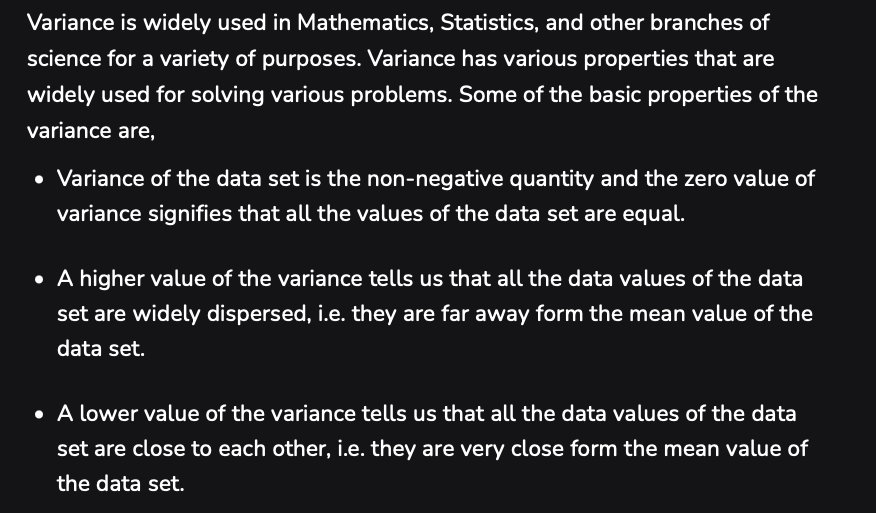 Variance is widely used in Mathematics, Statistics, and other branches of
science for a variety of purposes. Variance has various properties that are
widely used for solving various problems. Some of the basic properties of the
variance are,
• Variance of the data set is the non-negative quantity and the zero value of
variance signifies that all the values of the data set are equal.
• A higher value of the variance tells us that all the data values of the data
set are widely dispersed, i.e. they are far away form the mean value of the
data set.
• A lower value of the variance tells us that all the data values of the data
set are close to each other, i.e. they are very close form the mean value of
the data set.